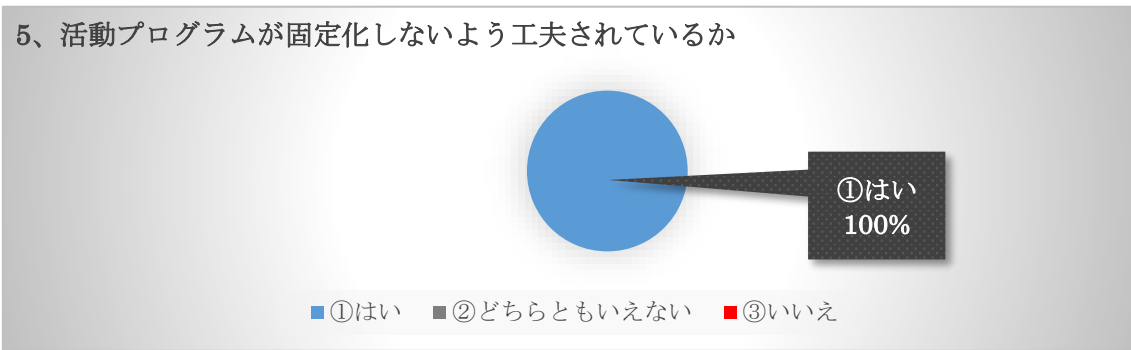 5、活動プログラムが固定化しないよう工夫されているか
①はい
100%
①はい ②どちらともいえない ③いいえ